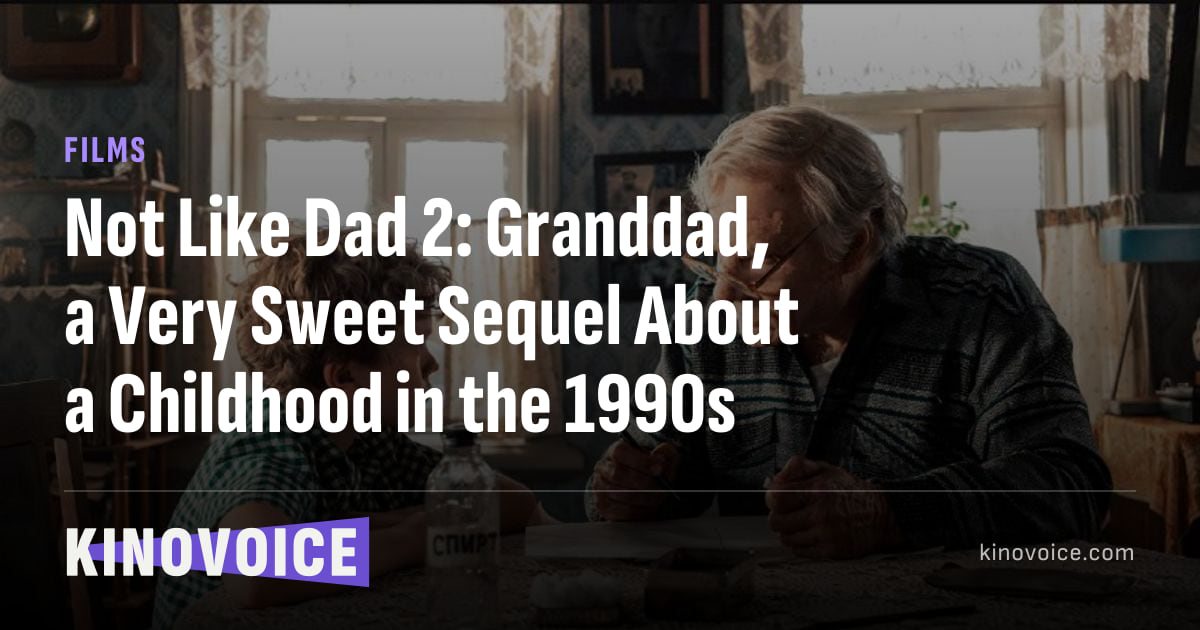 FILMS
Not Like Dad 2: Granddad,
a Very Sweet Sequel About
a Childhood in the 1990s
СПИРТ
KINOVOICE
kinovoice.com